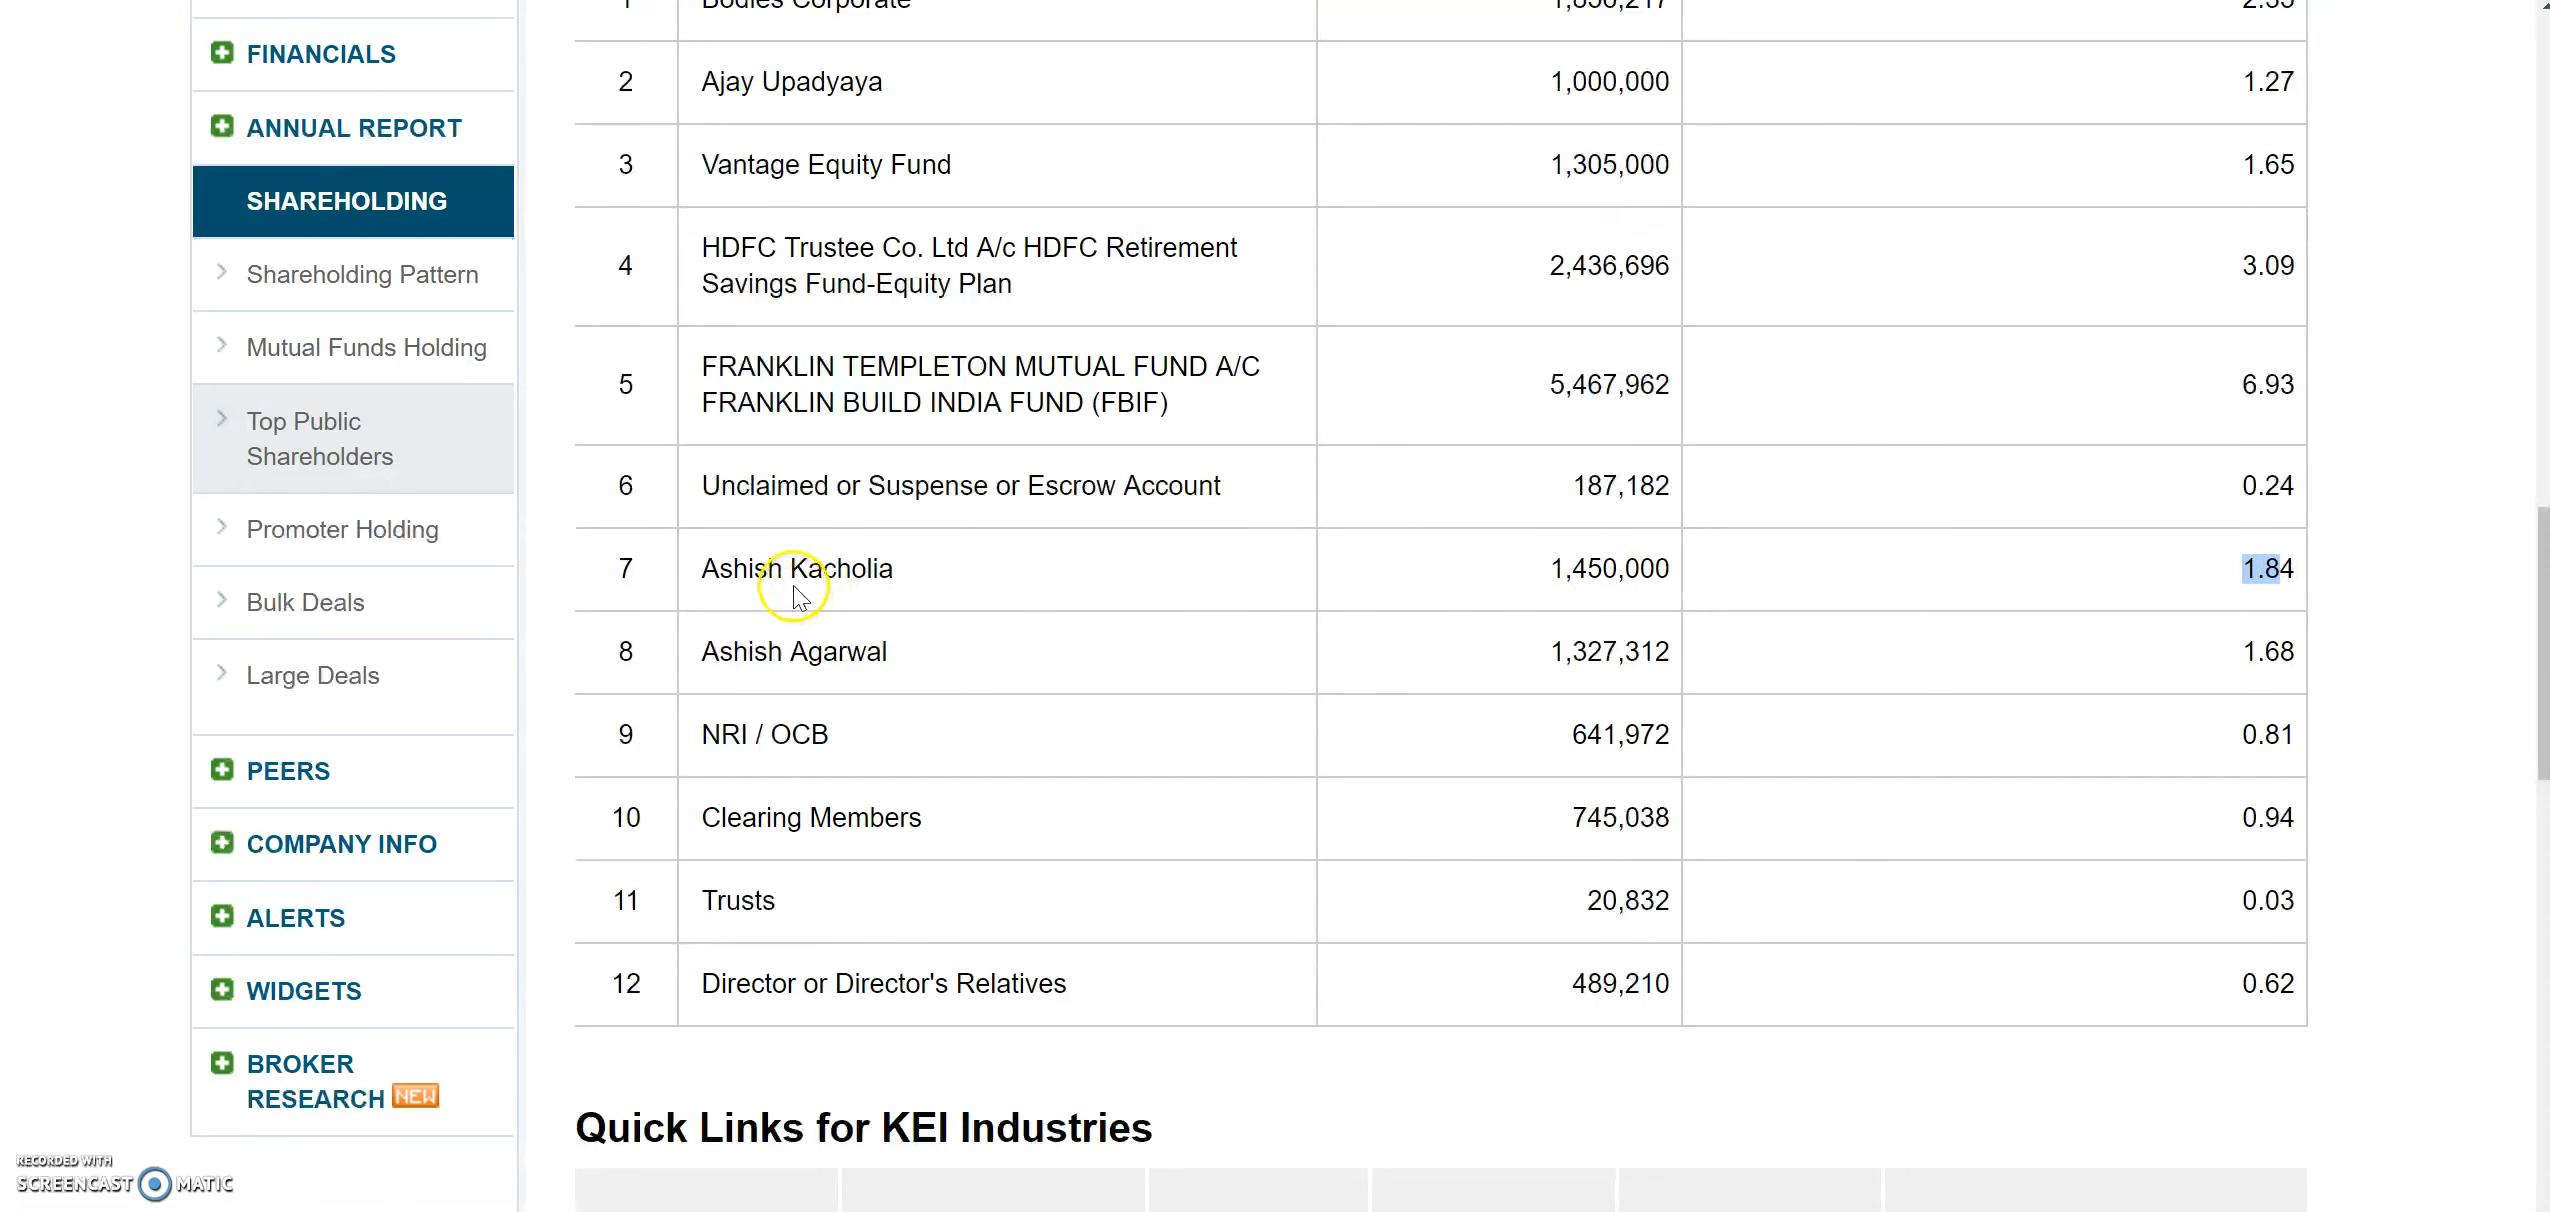 FINANCIALS
ANNUAL REPORT
SHAREHOLDING
Shareholding Pattern
Mutual Funds Holding
Top Public
Shareholders
Promoter Holding
Bulk Deals
Large Deals
PEERS
COMPANY INFO
ALERTS
WIDGETS
BROKER
RESEARCH NEW
1 Bodies Corporate
2 Ajay Upadyaya 1,000,000 1.27
3 Vantage Equity Fund 1,305,000 1.65
4 HDFC Trustee Co. Ltd A/c HDFC Retirement
Savings Fund-Equity Plan 2,436,696 3.09
5 FRANKLIN TEMPLETON MUTUAL FUND A/C
FRANKLIN BUILD INDIA FUND (FBIF) 5,467,962 6.93
6 Unclaimed or Suspense or Escrow Account 187,182 0.24
7 Ashish Kacholia 1,450,000 1.84
8 Ashish Agarwal 1,327,312 1.68
9 NRI / OCB 641,972 0.81
10 Clearing Members 745,038 0.94
11 Trusts 20,832 0.03
12 Director or Director's Relatives 489,210 0.62
Quick Links for KEI Industries
RECORDED WITH
SCREENCAST MATIC